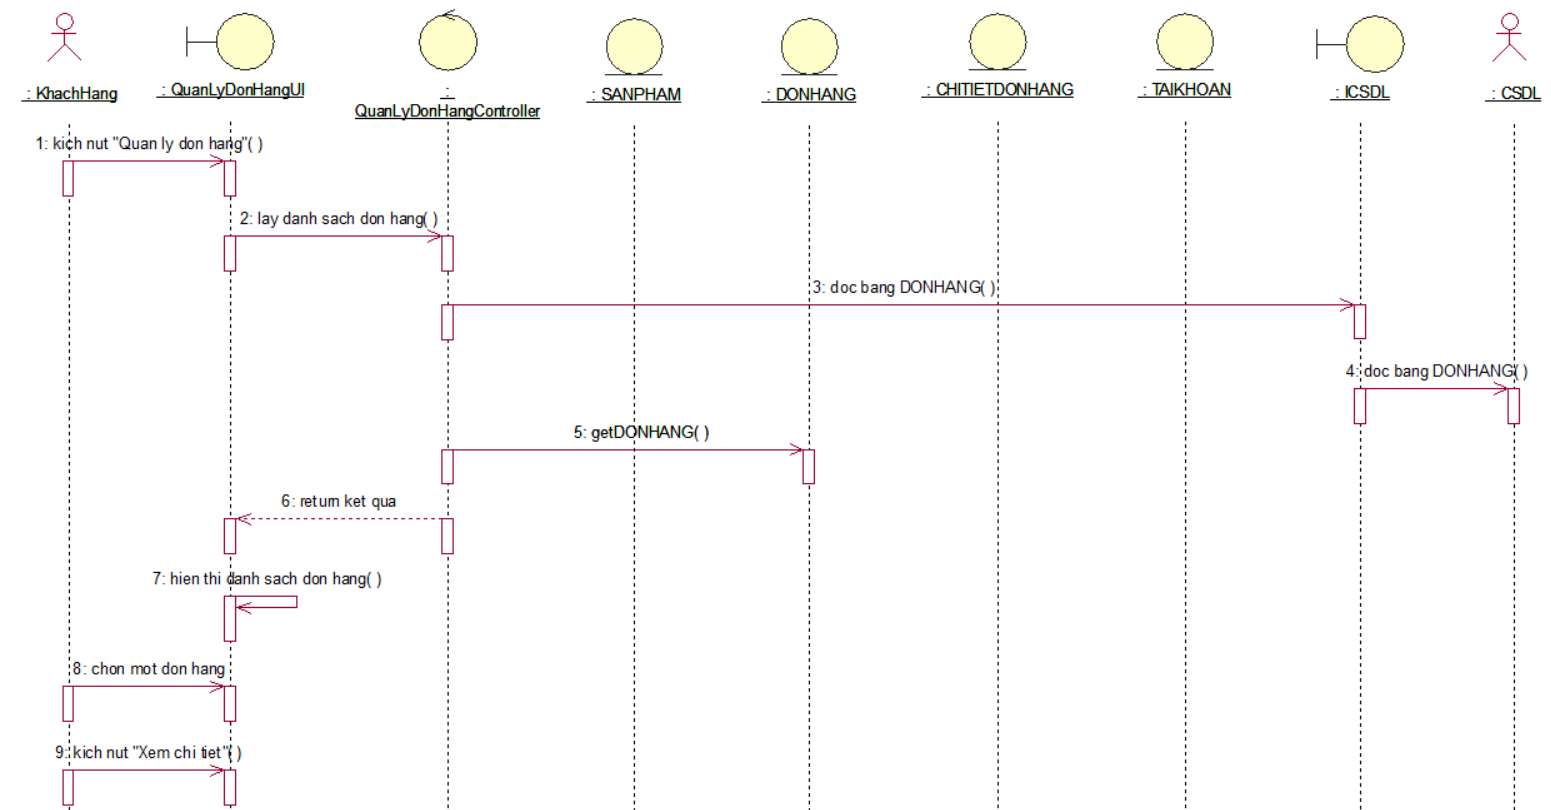 : KhachHang
: QuanLyDonHangUI
:
QuanLyDonHangController
: SANPHAM
: DONHANG
: CHITIETDONHANG
: TAIKHOAN
: ICSDL
: CSDL
1: kich nut "Quan ly don hang"( )
2: lay danh sach don hang( )
3: doc bang DONHANG( )
4: doc bang DONHANG( )
5: getDONHANG( )
6: return ket qua
7: hien thi danh sach don hang( )
8: chon mot don hang
9: kich nut "Xem chi tiet"( )